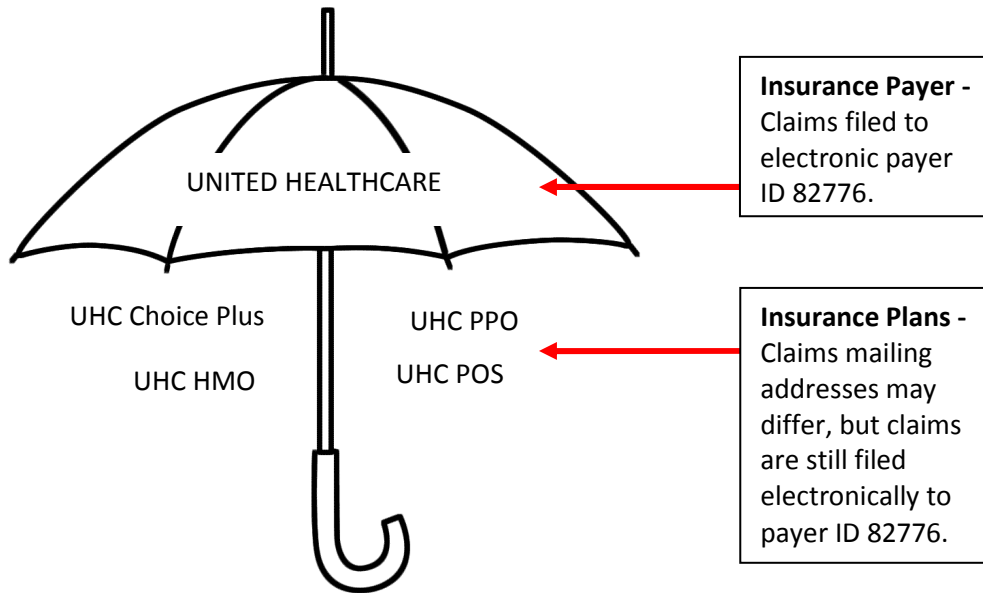 UNITED HEALTHCARE
Insurance Payer -
Claims filed to
electronic payer
ID 82776.
UHC Choice Plus
UHC PPO
UHC HMO
UHC POS
Insurance Plans -
Claims mailing
addresses may
differ, but claims
are still filed
electronically to
payer ID 82776.